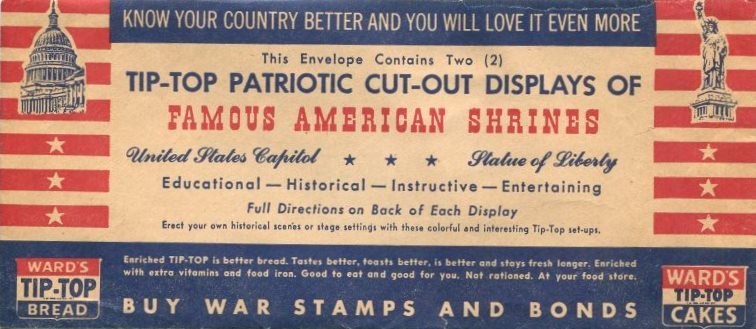 KNOW YOUR COUNTRY BETTER AND YOU WILL LOVE IT EVEN MORE
This Envelope Contains Two (2)
TIP-TOP PATRIOTIC CUT-OUT DISPLAYS OF
FAMOUS AMERICAN SHRINES
United States Capitol ★ ★ ★ Statue of Liberty
Educational — Historical — Instructive — Entertaining
Full Directions on Back of Each Display
Erect your own historical scenes or stage settings with these colorful and interesting Tip-Top set-ups.
WARD'S
TIP-TOP
BREAD
Enriched TIP-TOP is better bread. Tastes better, toasts better, is better and stays fresh longer. Enriched
with extra vitamins and food iron. Good to eat and good for you. Not rationed. At your food store.
BUY WAR STAMPS AND BONDS
WARD'S
TIP-TOP
CAKES